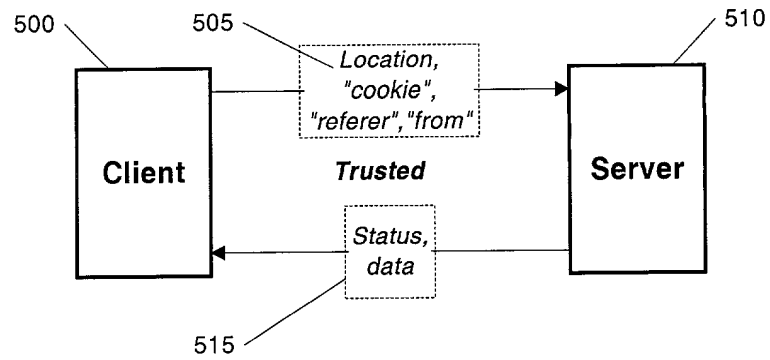 500
505
510
Location,
"cookie",
"referer","from"
Client
Trusted
Server
Status,
data
515